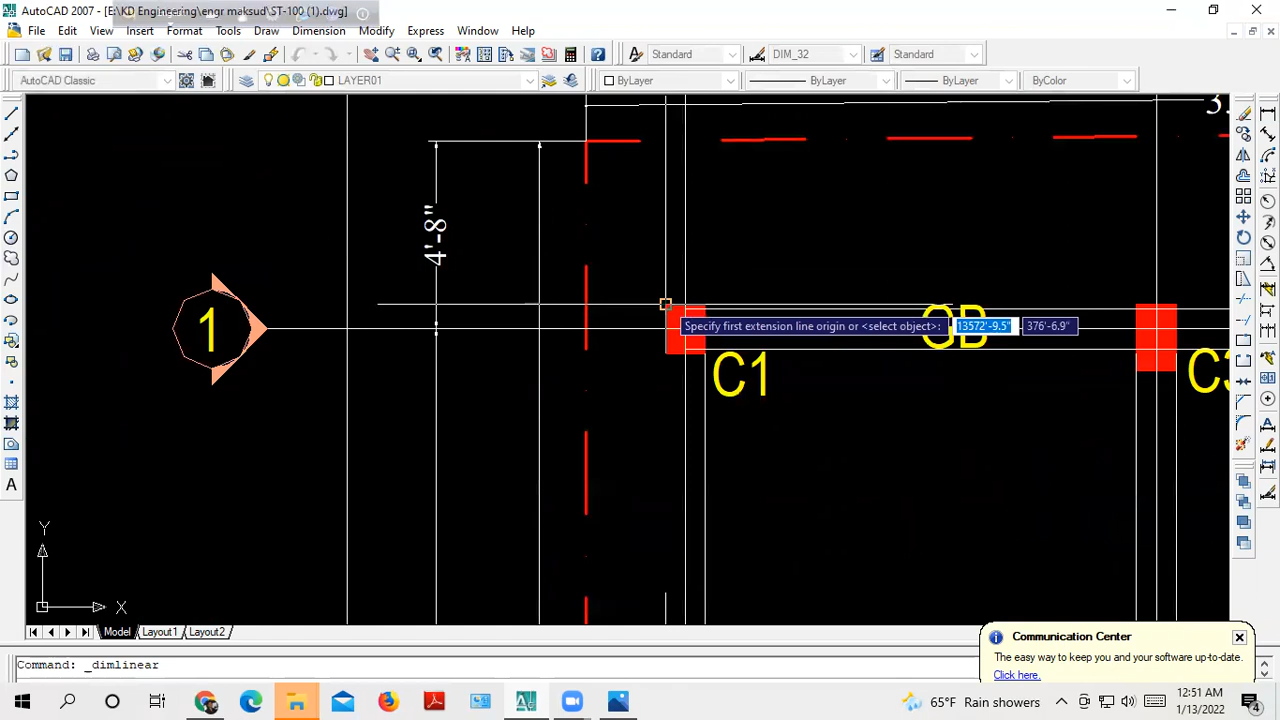 AutoCAD 2007 - [E:\KD Engineering\engr maksud\ST-100 (1).dwg]
File Edit View Insert Format Tools Draw Dimension Modify Express Window Help
Standard DIM_32 Standard
AutoCAD Classic LAYER01 ByLayer ByLayer ByLayer ByColor
3.
4'-8"
1
Specify first extension line origin or <select object>: 13572'-9.5" 376'-6.9"
GB
C1
C3
Y
X
Model Layout1 Layout2
Communication Center
The easy way to keep you and your software up-to-date.
Click here.
Command: _dimlinear
65°F Rain showers
12:51 AM
1/13/2022
4